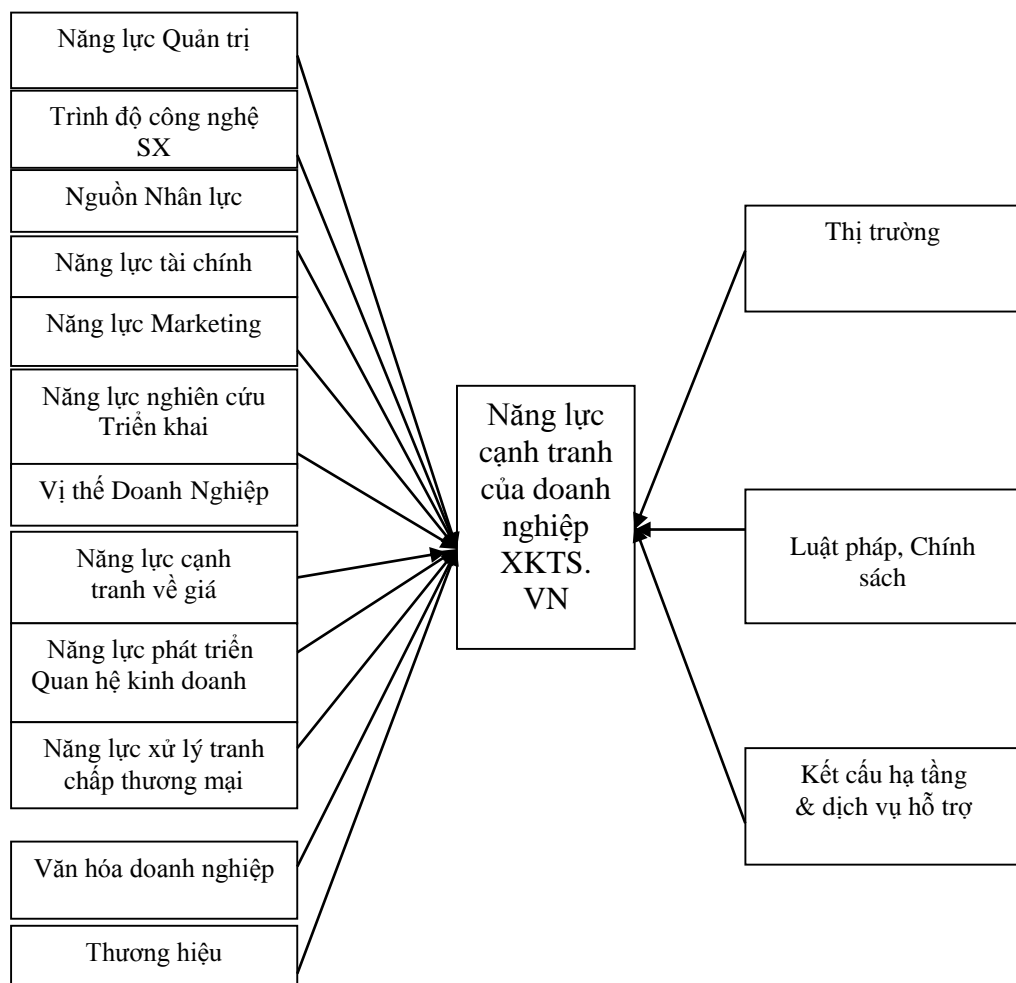 Năng lực Quản trị
Trình độ công nghệ
SX
Nguồn Nhân lực
Năng lực tài chính
Năng lực Marketing
Năng lực nghiên cứu
Triển khai
Vị thế Doanh Nghiệp
Năng lực cạnh
tranh về giá
Năng lực phát triển
Quan hệ kinh doanh
Năng lực xử lý tranh
chấp thương mại
Văn hóa doanh nghiệp
Thương hiệu
Năng lực
cạnh tranh
của doanh
nghiệp
XKTS.
VN
Thị trường
Luật pháp, Chính
sách
Kết cấu hạ tầng
& dịch vụ hỗ trợ